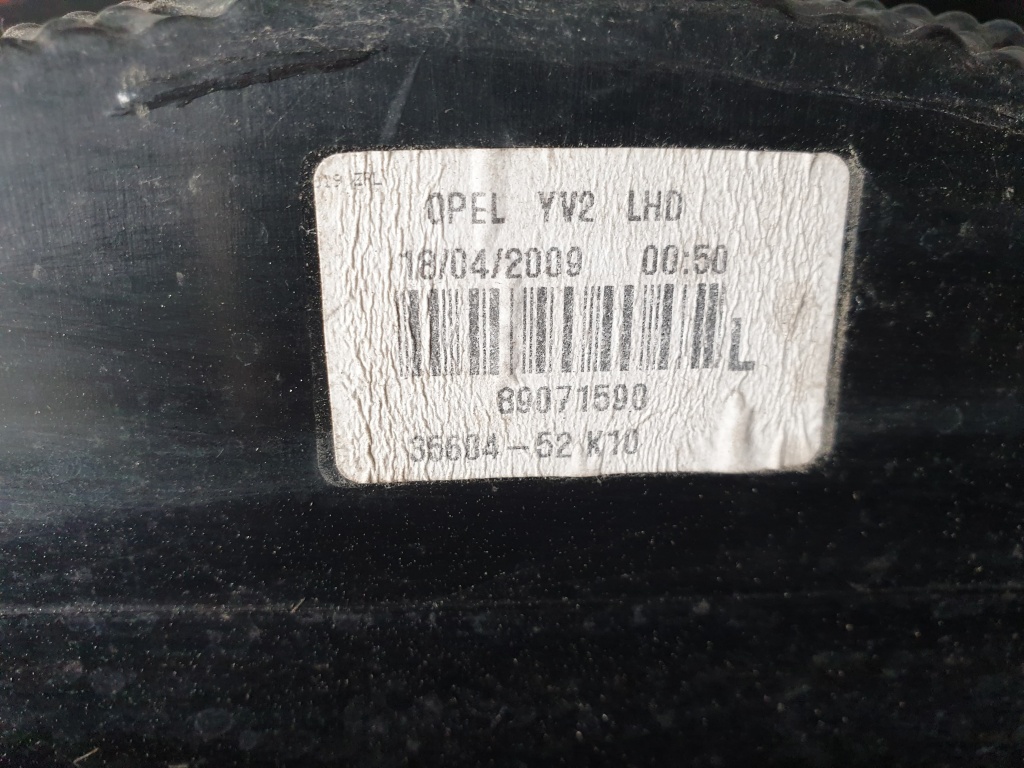 OPEL YV2 LHD
18/04/2009 00:50
L
89071590
35604-52 K10